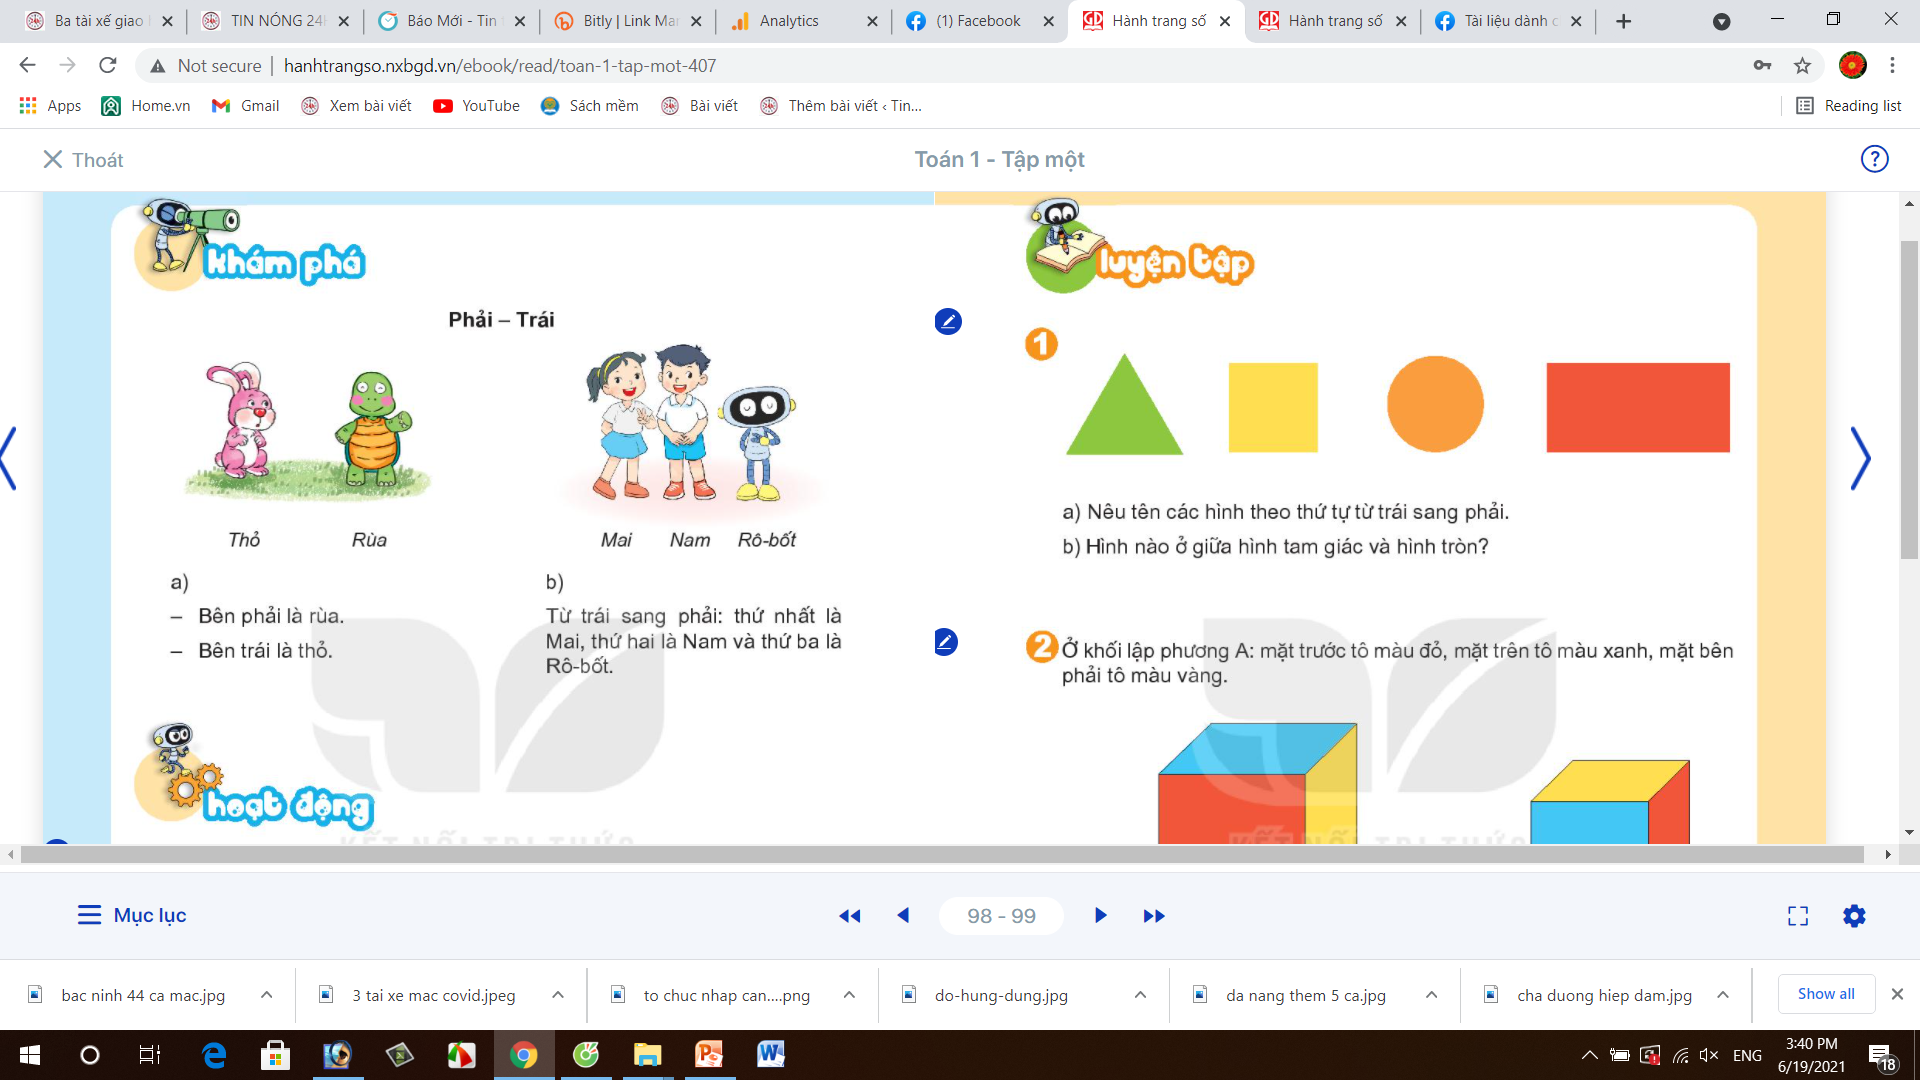 Ba tài xế giao
TIN NÓNG 24
Báo Mới - Tin
Bitly | Link Ma
Analytics
(1) Facebook
Hành trang số
Hành trang số
Tài liệu dành c
Not secure | hanhtrangso.nxbgd.vn/ebook/read/toan-1-tap-mot-407
Apps
Home.vn
Gmail
Xem bài viết
YouTube
Sách mềm
Bài viết
Thêm bài viết ‹ Tin...
Reading list
Thoát
Toán 1 - Tập một
khám phá
Phải – Trái
Thỏ
Rùa
Mai
Nam
Rô-bốt
a)
– Bên phải là rùa.
– Bên trái là thỏ.
b)
Từ trái sang phải: thứ nhất là
Mai, thứ hai là Nam và thứ ba là
Rô-bốt.
hoạt động
KẾT NỐI TRI THỨC
luyện tập
1
a) Nêu tên các hình theo thứ tự từ trái sang phải.
b) Hình nào ở giữa hình tam giác và hình tròn?
2 Ở khối lập phương A: mặt trước tô màu đỏ, mặt trên tô màu xanh, mặt bên
phải tô màu vàng.
KẾT NỐI TRI THỨC
Mục lục
98 - 99
bac ninh 44 ca mac.jpg
3 tai xe mac covid.jpeg
to chuc nhap can....png
do-hung-dung.jpg
da nang them 5 ca.jpg
cha duong hiep dam.jpg
Show all
ENG
3:40 PM
6/19/2021
18